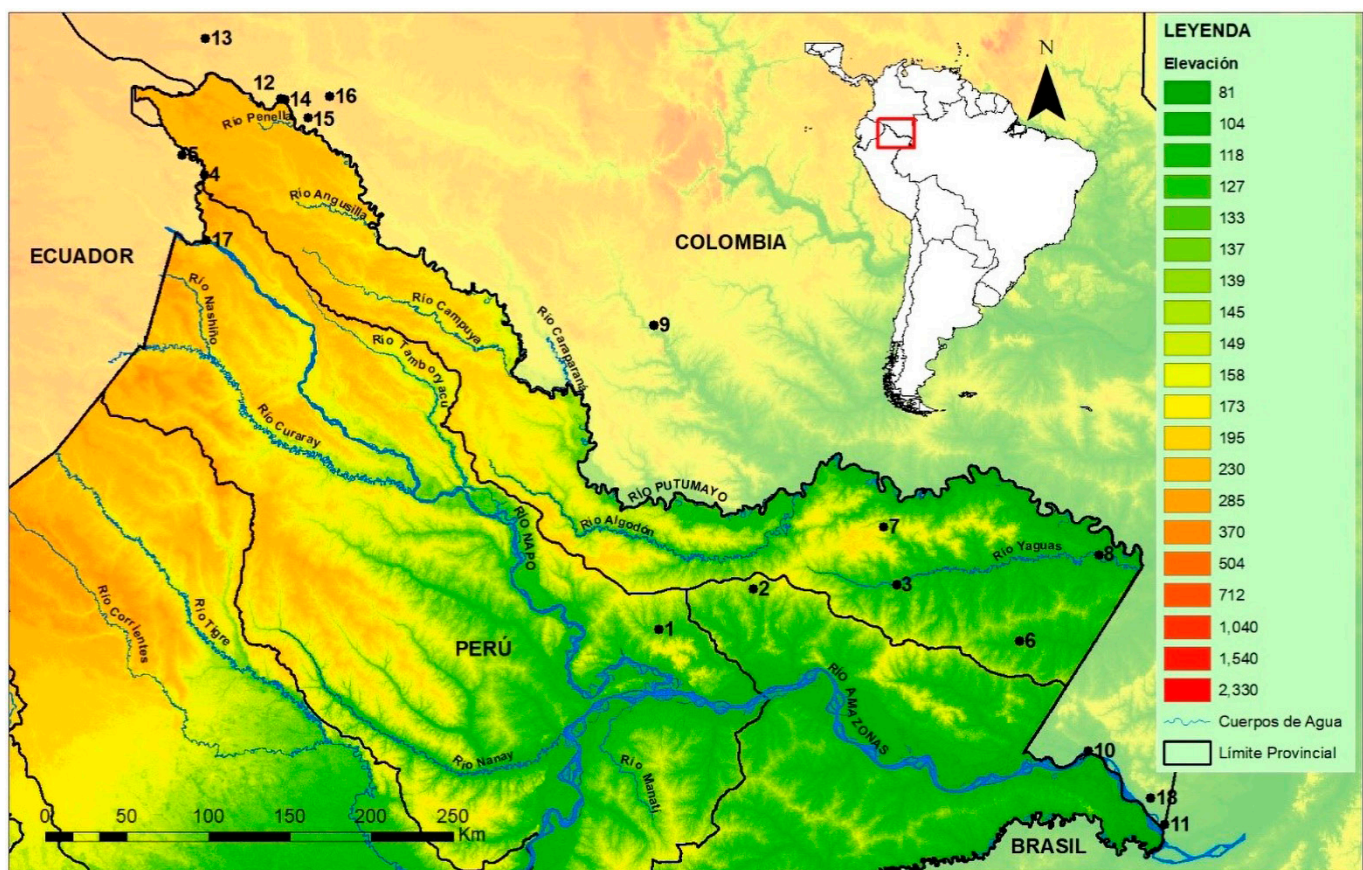 13
12
14
16
15
Río Penella
5
4
Río Angusilla
17
ECUADOR
COLOMBIA
N
Río Nashiño
Río Campuya
Río Caraparaná
9
Río Tamboryacu
Río Curaray
RÍO PUTUMAYO
RÍO NAPO
Río Algodón
7
Río Yaguas
8
3
2
1
6
Río Corrientes
Río Tigre
PERÚ
RÍO AMAZONAS
Río Nanay
Río Manatí
10
18
11
BRASIL
0 50 100 150 200 250
Km
LEYENDA
Elevación
81
104
118
127
133
137
139
145
149
158
173
195
230
285
370
504
712
1,040
1,540
2,330
Cuerpos de Agua
Límite Provincial